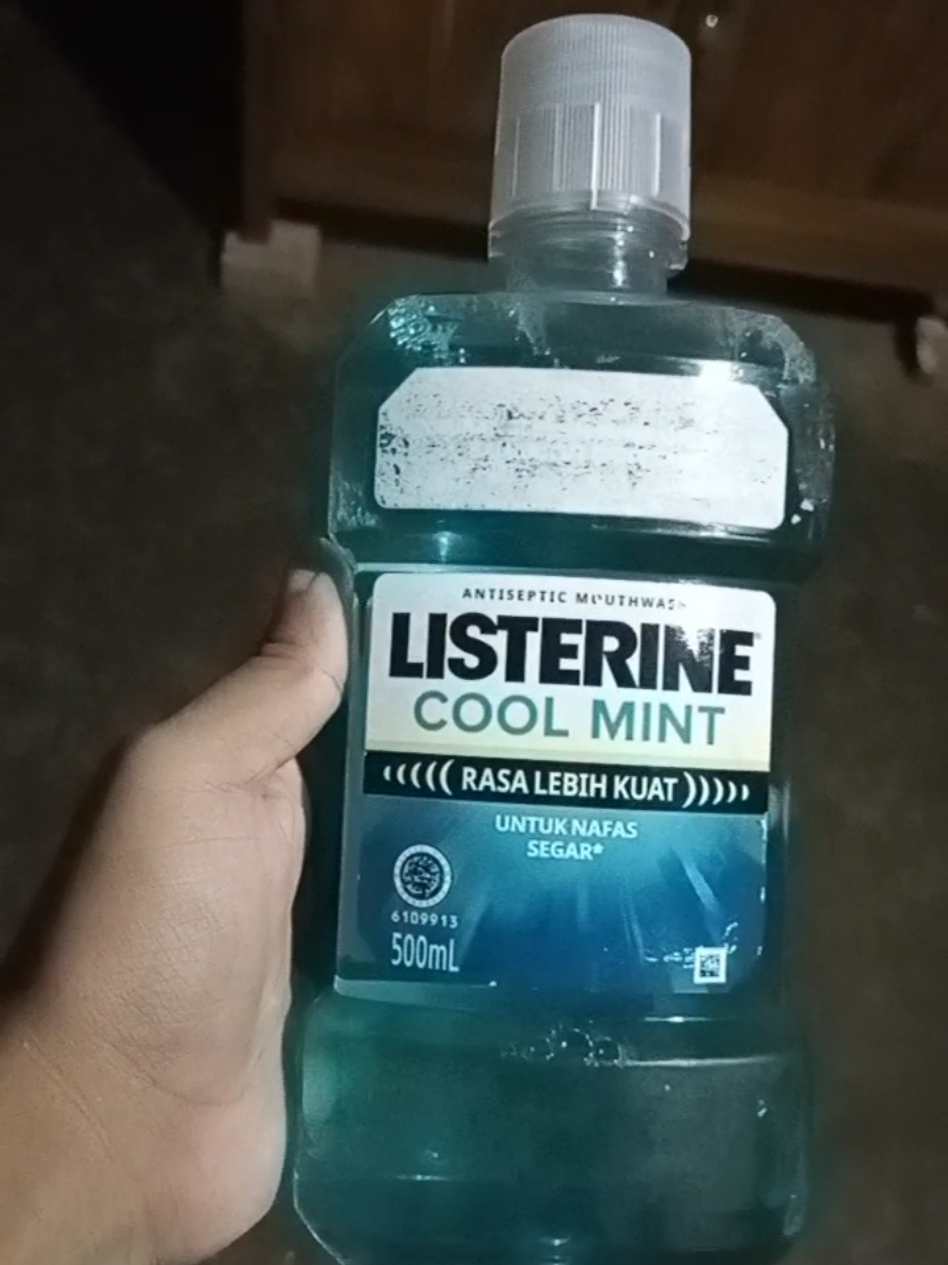 ANTISEPTIC MOUTHWASH
LISTERINE
COOL MINT
((((( RASA LEBIH KUAT )))))
UNTUK NAFAS
SEGAR*
6109913
500mL